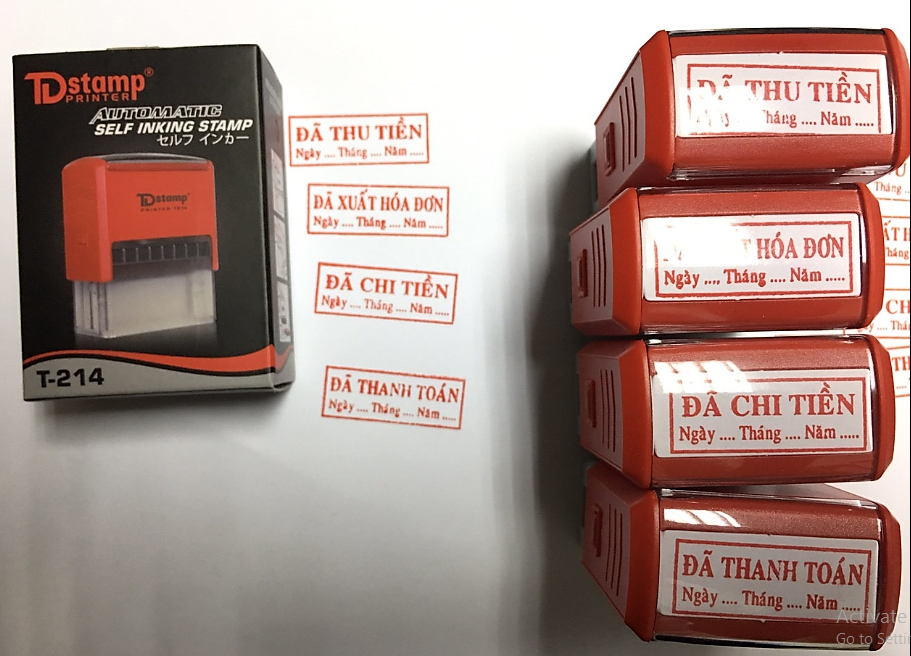 TDstamp®
PRINTER
AUTOMATIC
SELF INKING STAMP
セルフ インカー
TDstamp
T-214
ĐÃ THU TIỀN
Ngày .... Tháng .... Năm .....
ĐÃ XUẤT HÓA ĐƠN
Ngày .... Tháng .... Năm .....
ĐÃ CHI TIỀN
Ngày .... Tháng .... Năm .....
ĐÃ THANH TOÁN
Ngày .... Tháng .... Năm .....
ĐÃ THU TIỀN
Ngày .... Tháng .... Năm .....
HÓA ĐƠN
Ngày .... Tháng .... Năm .....
ĐÃ CHI TIỀN
Ngày .... Tháng .... Năm .....
ĐÃ THANH TOÁN
Ngày .... Tháng .... Năm .....
Activate
Go to